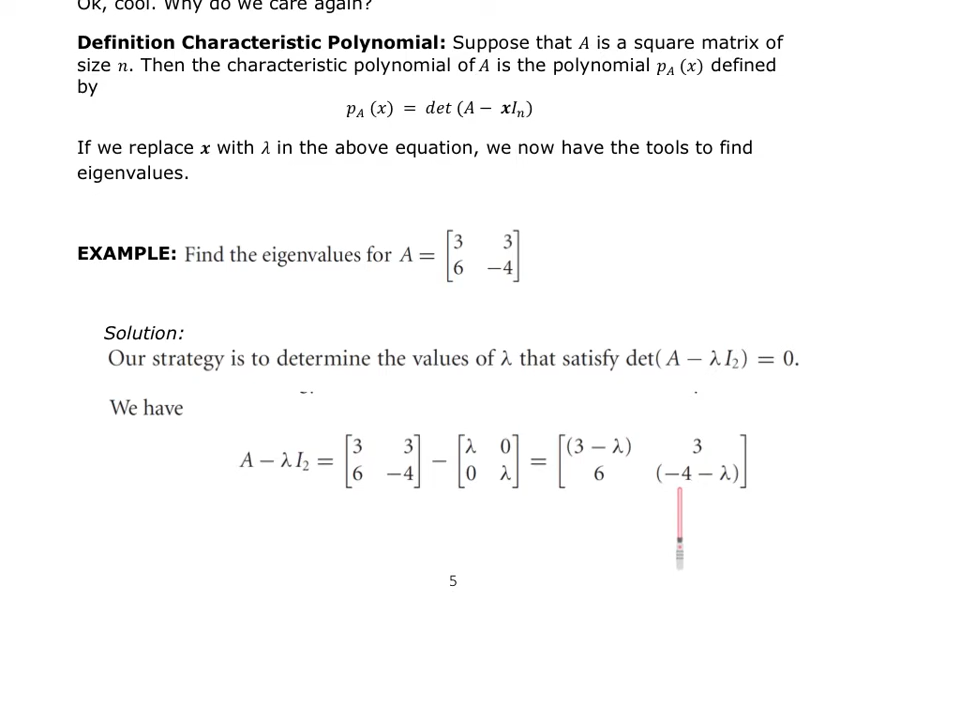 Ok, cool. Why do we care again?
Definition Characteristic Polynomial: Suppose that A is a square matrix of
size n. Then the characteristic polynomial of A is the polynomial p_A (x) defined
by
p_A (x) = det (A − xI_n)
If we replace x with λ in the above equation, we now have the tools to find
eigenvalues.
EXAMPLE: Find the eigenvalues for A = [3 3; 6 −4]
Solution:
Our strategy is to determine the values of λ that satisfy det( A − λ I_2) = 0.
We have
A − λ I_2 = [3 3; 6 −4] − [λ 0; 0 λ] = [(3 − λ) 3; 6 (−4 − λ)]
5